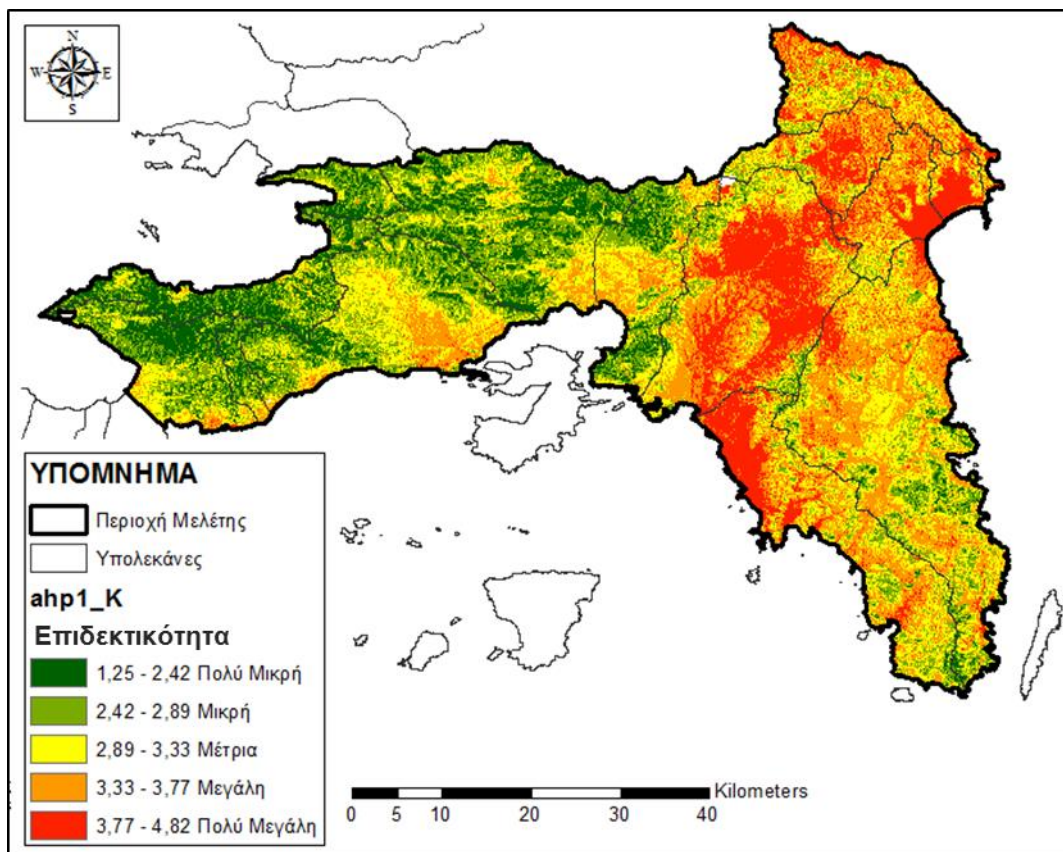 N
W E
S
ΥΠΟΜΝΗΜΑ
Περιοχή Μελέτης
Υπολεκάνες
ahp1_K
Επιδεκτικότητα
1,25 - 2,42 Πολύ Μικρή
2,42 - 2,89 Μικρή
2,89 - 3,33 Μέτρια
3,33 - 3,77 Μεγάλη
3,77 - 4,82 Πολύ Μεγάλη
Kilometers
0 5 10 20 30 40